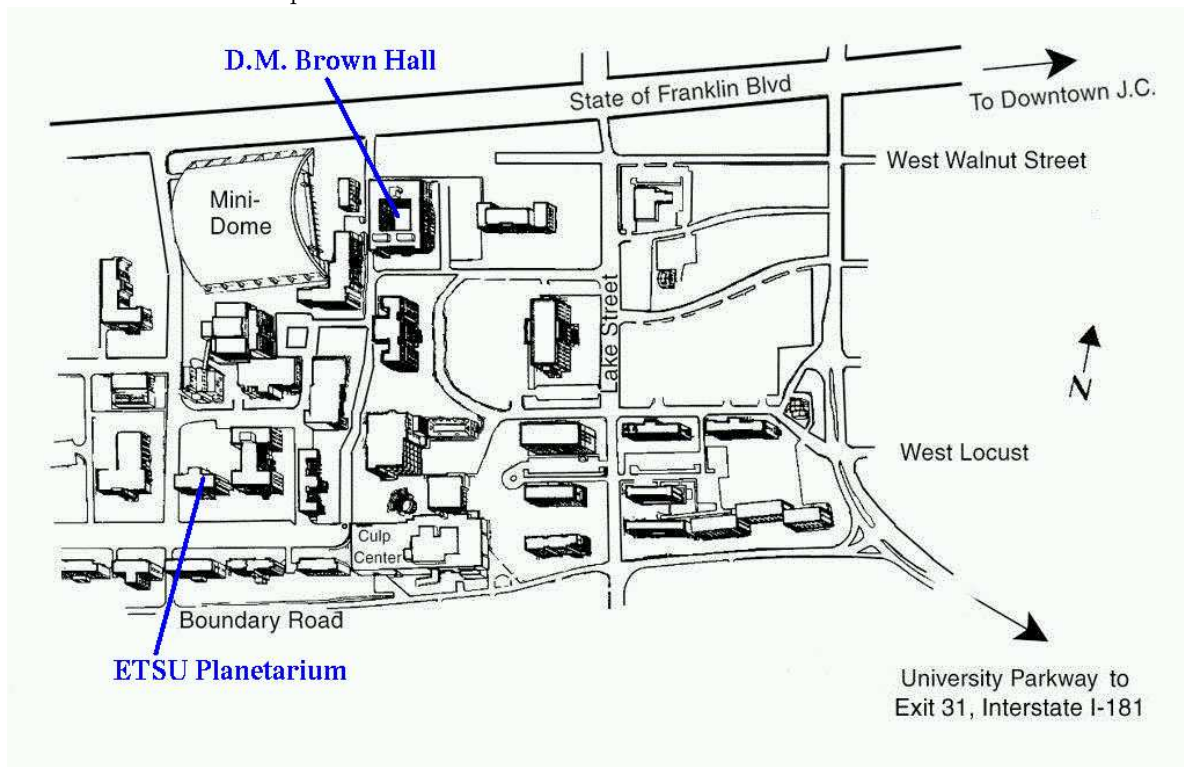 D.M. Brown Hall
State of Franklin Blvd
To Downtown J.C.
West Walnut Street
Mini-
Dome
Lake Street
N
West Locust
Culp
Center
Boundary Road
ETSU Planetarium
University Parkway to
Exit 31, Interstate I-181